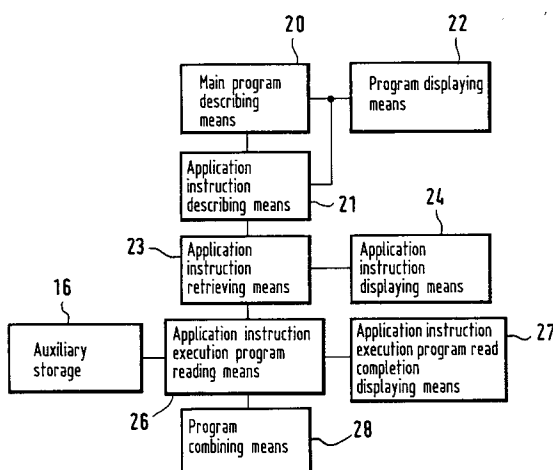 20
22
Main program
describing
means
Program displaying
means
Application
instruction
describing means
21
24
23
Application
instruction
retrieving means
Application
instruction
displaying means
16
Auxiliary
storage
Application instruction
execution program
reading means
Application instruction
execution program read
completion
displaying means
27
26
Program
combining means
28